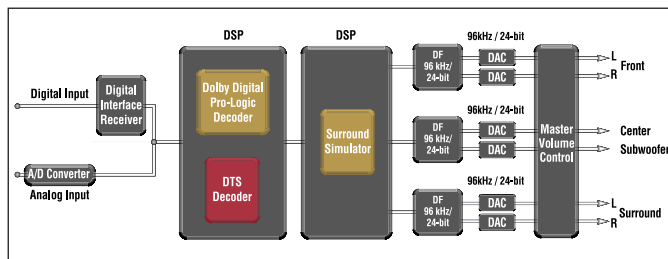 DSP
DSP
96kHz / 24-bit
Digital Input
Digital
Interface
Receiver
A/D Converter
Analog Input
Dolby Digital
Pro-Logic
Decoder
DTS
Decoder
Surround
Simulator
DF
96 kHz/
24-bit
DAC
DAC
96kHz / 24-bit
DF
96 kHz/
24-bit
DAC
DAC
96kHz / 24-bit
DF
96 kHz/
24-bit
DAC
DAC
Master
Volume
Control
L
Front
R
Center
Subwoofer
L
Surround
R